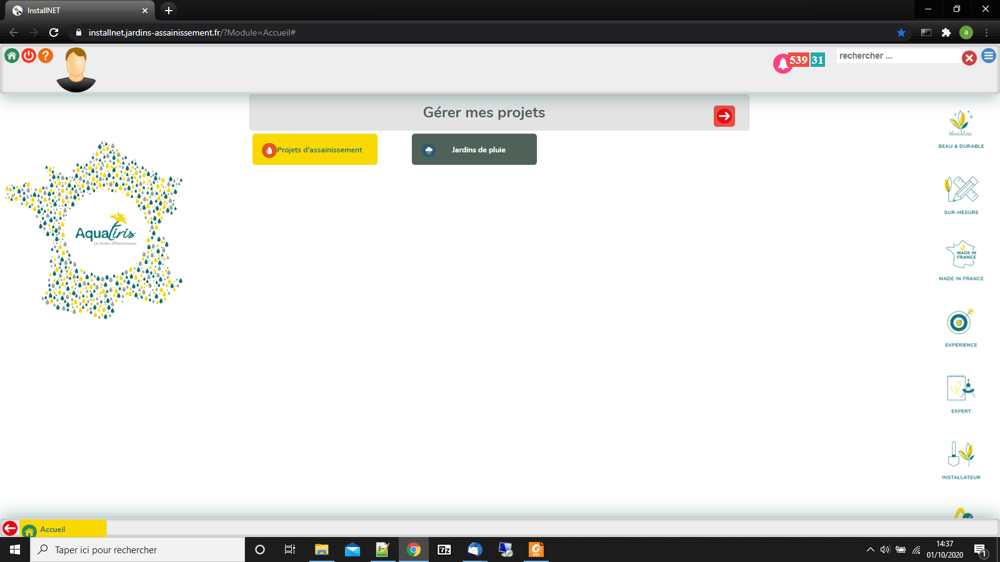 InstallNET
installnet.jardins-assainissement.fr/?Module=Accueil#
a
?
539 31
rechercher ...
Gérer mes projets
Projets d'assainissement
Jardins de pluie
BEAU & DURABLE
SUR-MESURE
MADE IN
FRANCE
MADE IN FRANCE
EXPÉRIENCE
EXPERT
INSTALLATEUR
Aquatiris
Les Jardins d'Assainissement
Accueil
Taper ici pour rechercher
7z
14:37
01/10/2020
1